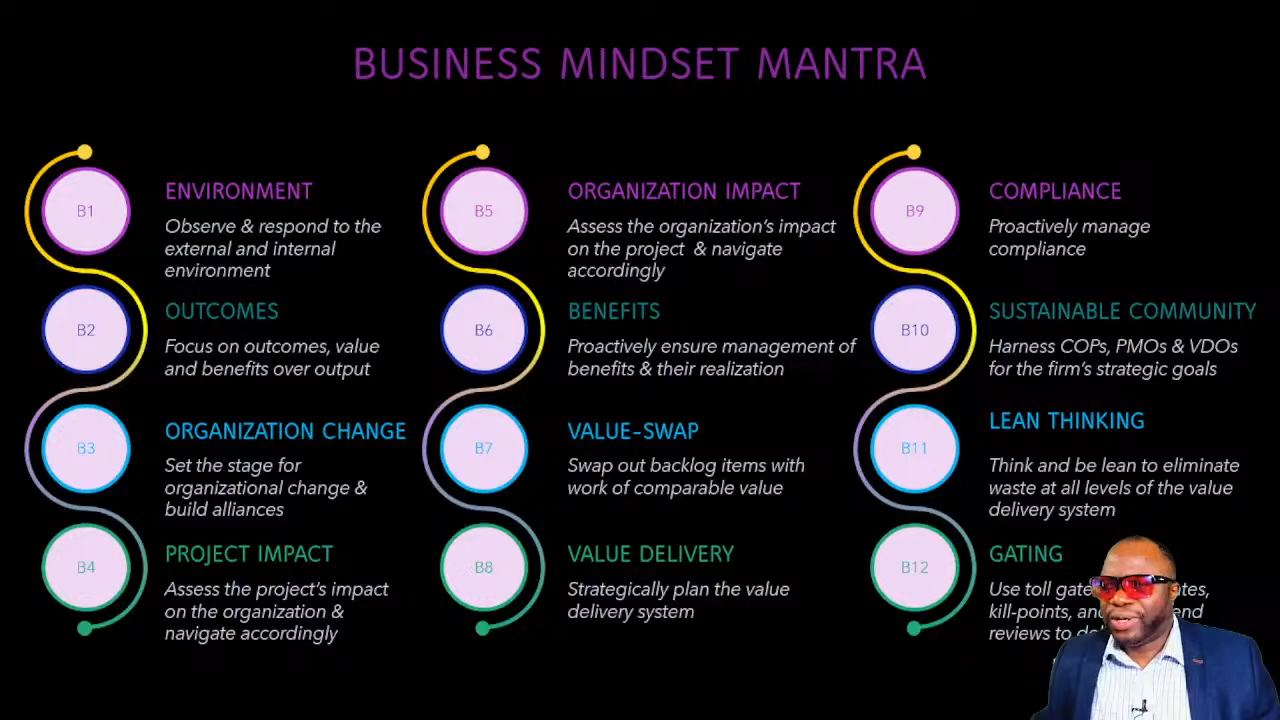 BUSINESS MINDSET MANTRA
B1
ENVIRONMENT
Observe & respond to the
external and internal
environment
B2
OUTCOMES
Focus on outcomes, value
and benefits over output
B3
ORGANIZATION CHANGE
Set the stage for
organizational change &
build alliances
B4
PROJECT IMPACT
Assess the project's impact
on the organization &
navigate accordingly
B5
ORGANIZATION IMPACT
Assess the organization's impact
on the project & navigate
accordingly
B6
BENEFITS
Proactively ensure management of
benefits & their realization
B7
VALUE-SWAP
Swap out backlog items with
work of comparable value
B8
VALUE DELIVERY
Strategically plan the value
delivery system
B9
COMPLIANCE
Proactively manage
compliance
B10
SUSTAINABLE COMMUNITY
Harness COPs, PMOs & VDOs
for the firm's strategic goals
B11
LEAN THINKING
Think and be lean to eliminate
waste at all levels of the value
delivery system
B12
GATING
Use toll
kill-points,
reviews to